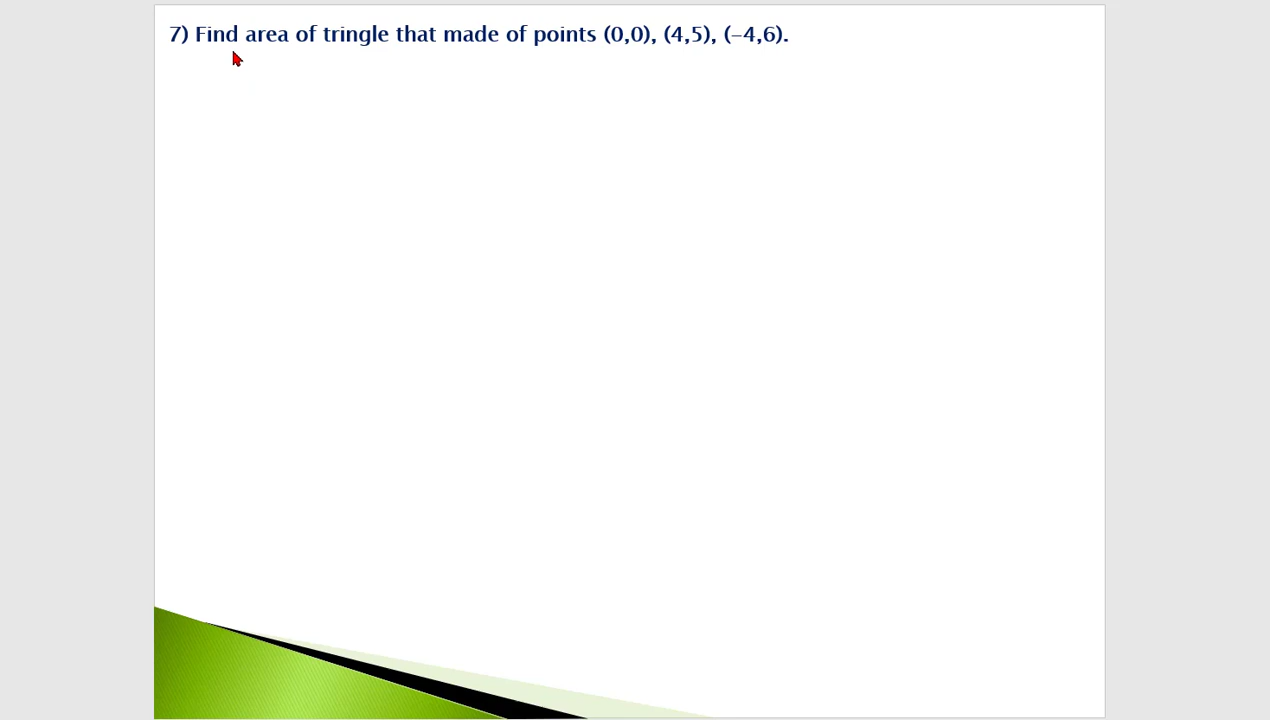 7) Find area of tringle that made of points (0,0), (4,5), (−4,6).